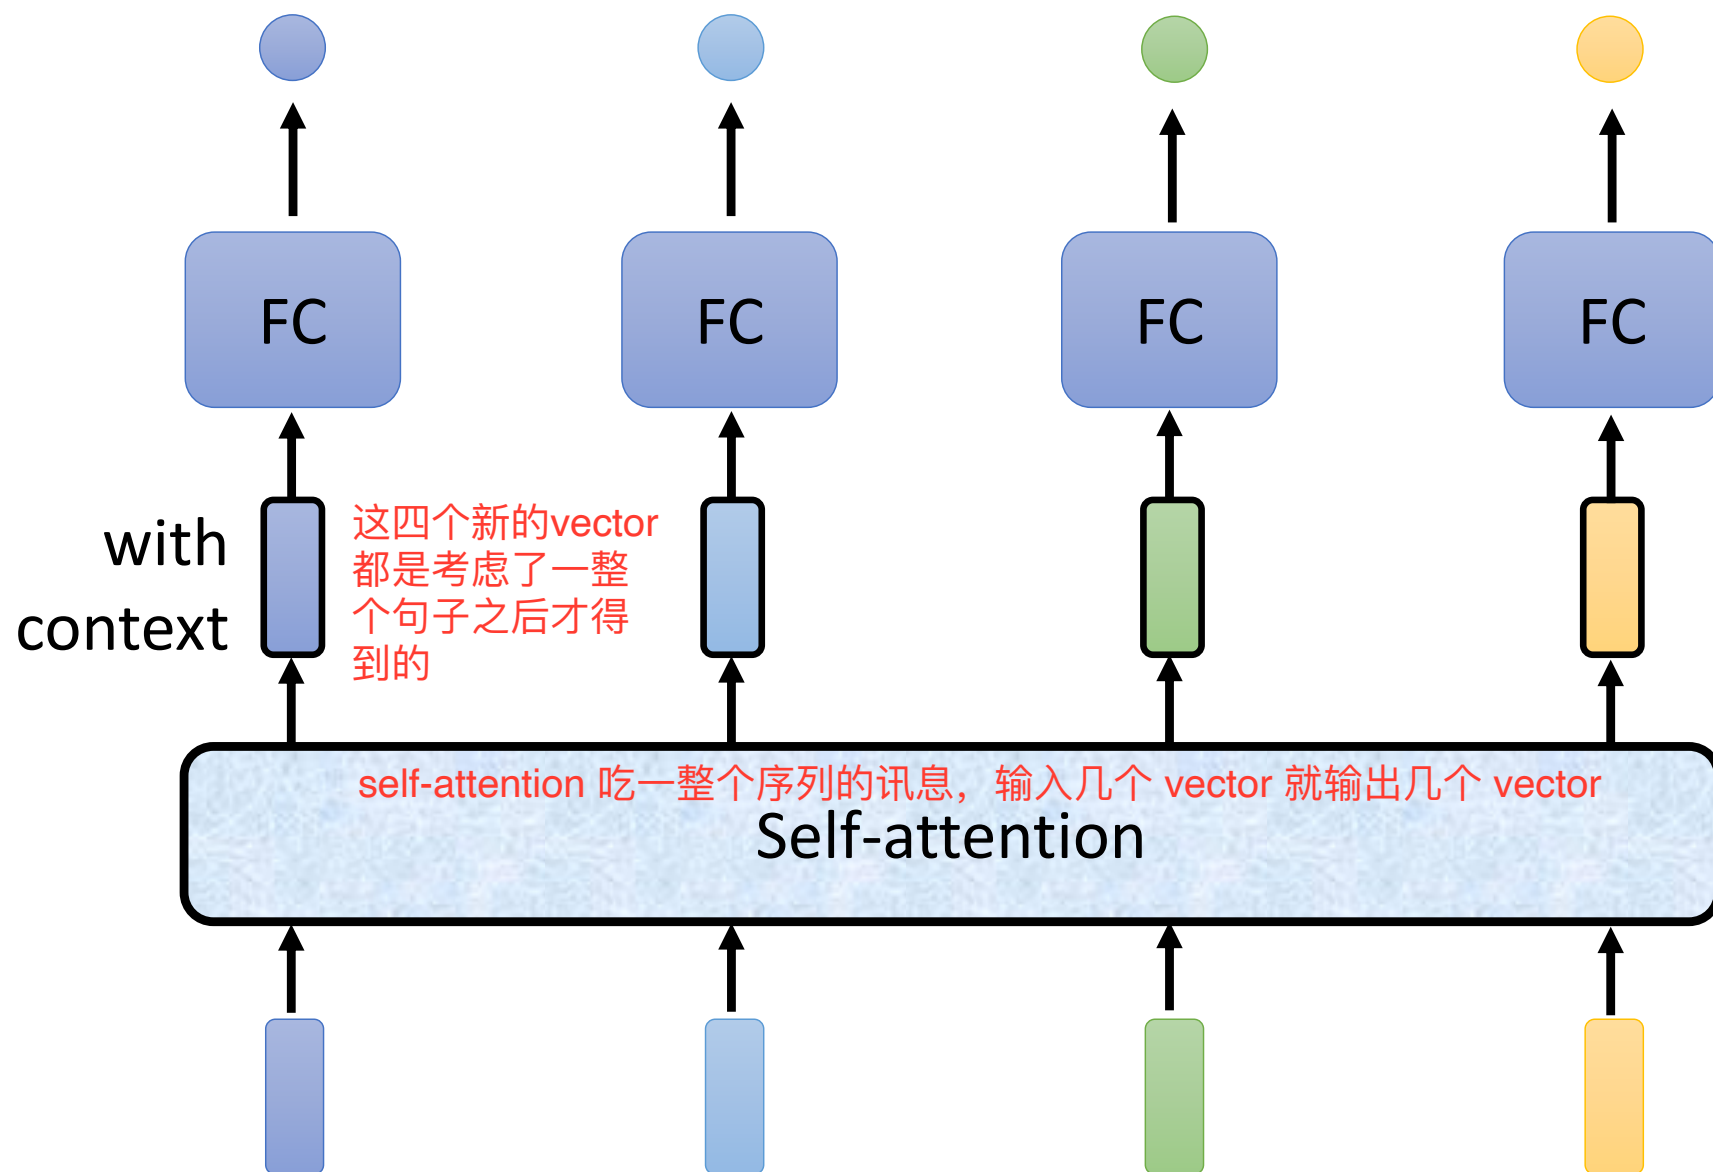 FC
FC
FC
FC
with
context
这四个新的vector
都是考虑了一整
个句子之后才得
到的
self-attention 吃一整个序列的讯息，输入几个 vector 就输出几个 vector
Self-attention